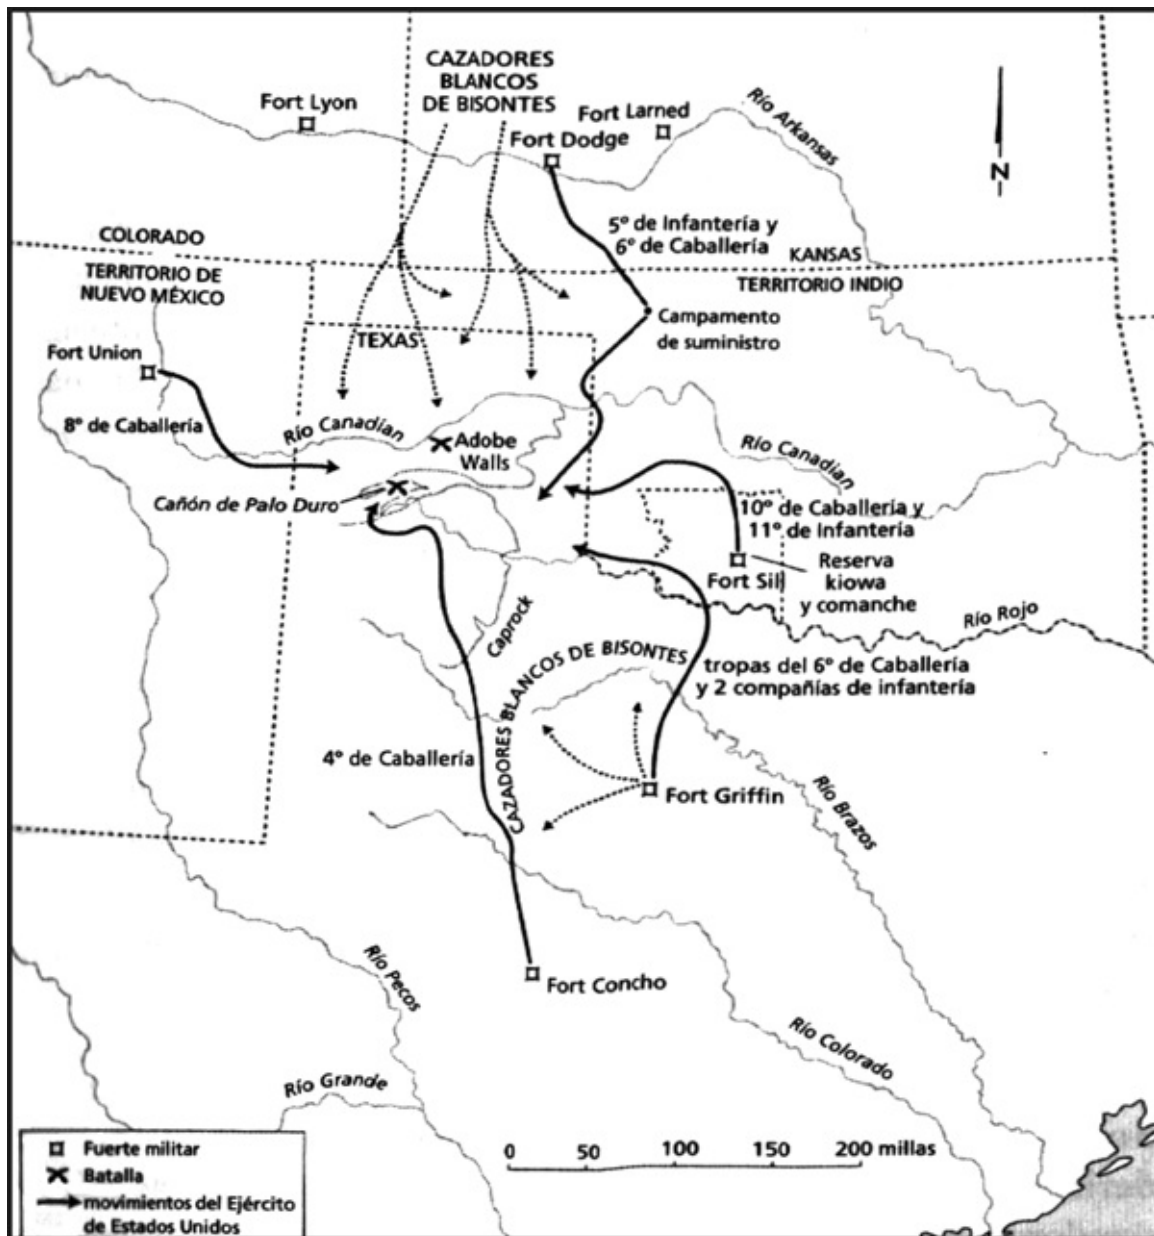 CAZADORES
BLANCOS
DE BISONTES
Fort Lyon
Fort Larned
Fort Dodge
Río Arkansas
N
5º de Infantería y
6º de Caballería
COLORADO
KANSAS
TERRITORIO DE
NUEVO MÉXICO
TERRITORIO INDIO
Campamento
de suministro
TEXAS
Fort Union
8º de Caballería
Río Canadian
Adobe
Walls
Río Canadian
Cañón de Palo Duro
10º de Caballería y
11º de Infantería
Fort Sill
Reserva
kiowa
y comanche
Río Rojo
Caprock
CAZADORES BLANCOS DE BISONTES
tropas del 6º de Caballería
y 2 compañías de infantería
4º de Caballería
Fort Griffin
Río Brazos
Río Pecos
Fort Concho
Río Colorado
Río Grande
Fuerte militar
Batalla
movimientos del Ejército
de Estados Unidos
0 50 100 150 200 millas